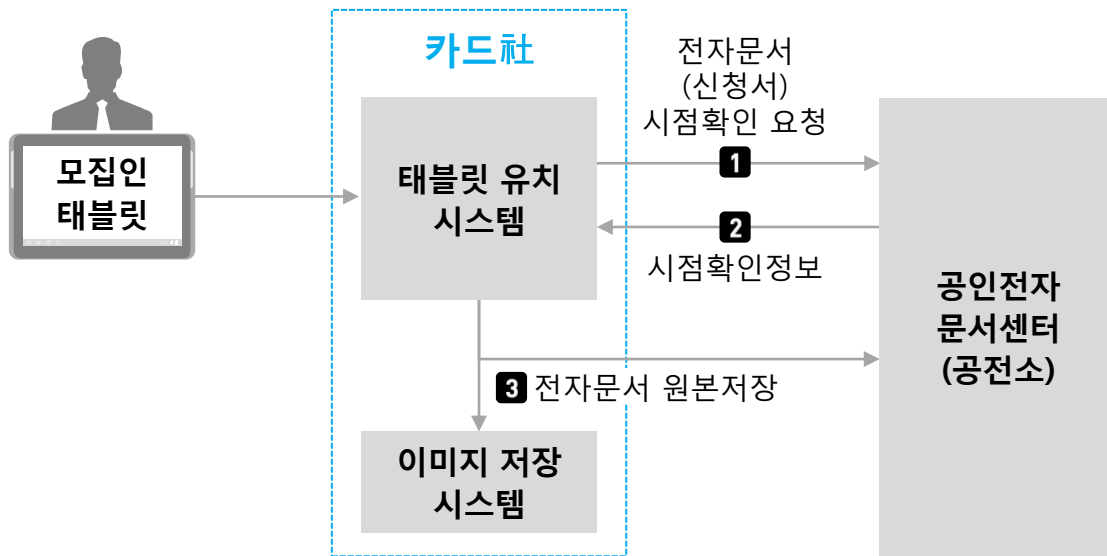 카드社
전자문서
(신청서)
시점확인 요청
1
모집인
태블릿
태블릿 유치
시스템
2
시점확인정보
공인전자
문서센터
(공전소)
3 전자문서 원본저장
이미지 저장
시스템